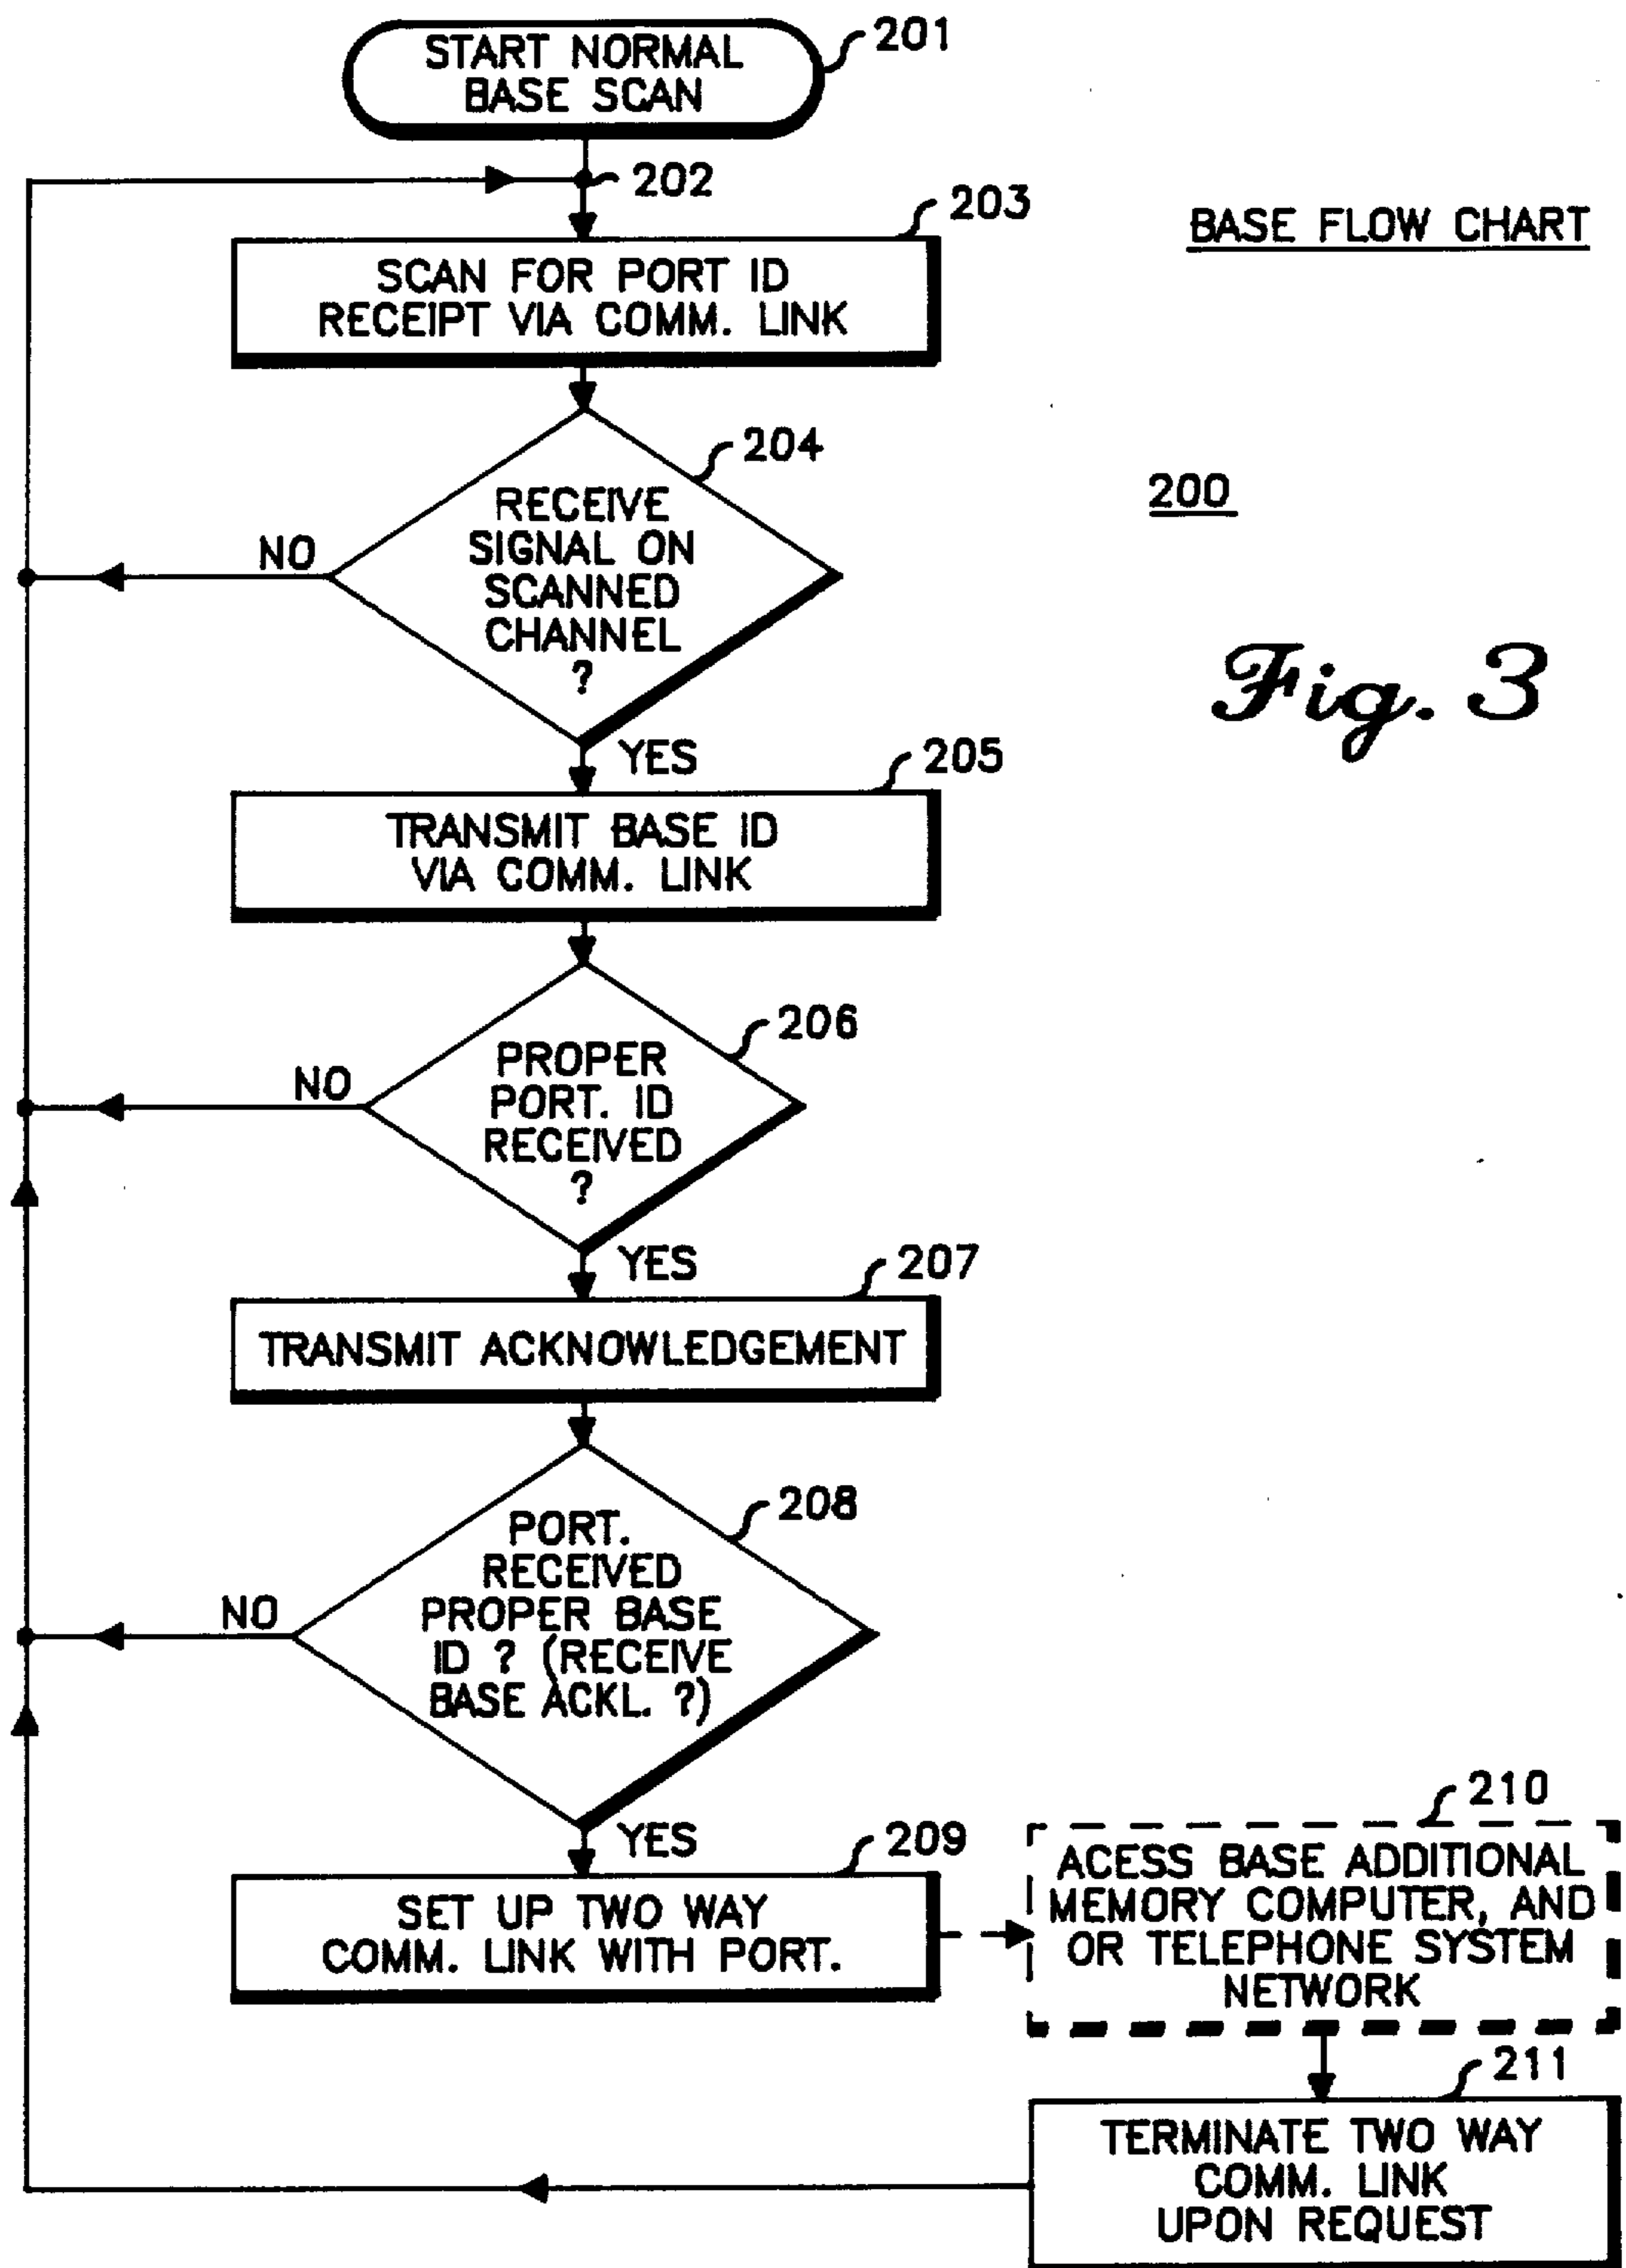 START NORMAL
BASE SCAN
201
202
203
BASE FLOW CHART
SCAN FOR PORT ID
RECEIPT VIA COMM. LINK
204
200
RECEIVE
SIGNAL ON
SCANNED
CHANNEL
?
NO
Fig. 3
YES
205
TRANSMIT BASE ID
VIA COMM. LINK
206
PROPER
PORT. ID
RECEIVED
?
NO
YES
207
TRANSMIT ACKNOWLEDGEMENT
208
PORT.
RECEIVED
PROPER BASE
ID ? (RECEIVE
BASE ACKL. ?)
NO
YES
209
SET UP TWO WAY
COMM. LINK WITH PORT.
210
ACESS BASE ADDITIONAL
MEMORY COMPUTER, AND
OR TELEPHONE SYSTEM
NETWORK
211
TERMINATE TWO WAY
COMM. LINK
UPON REQUEST